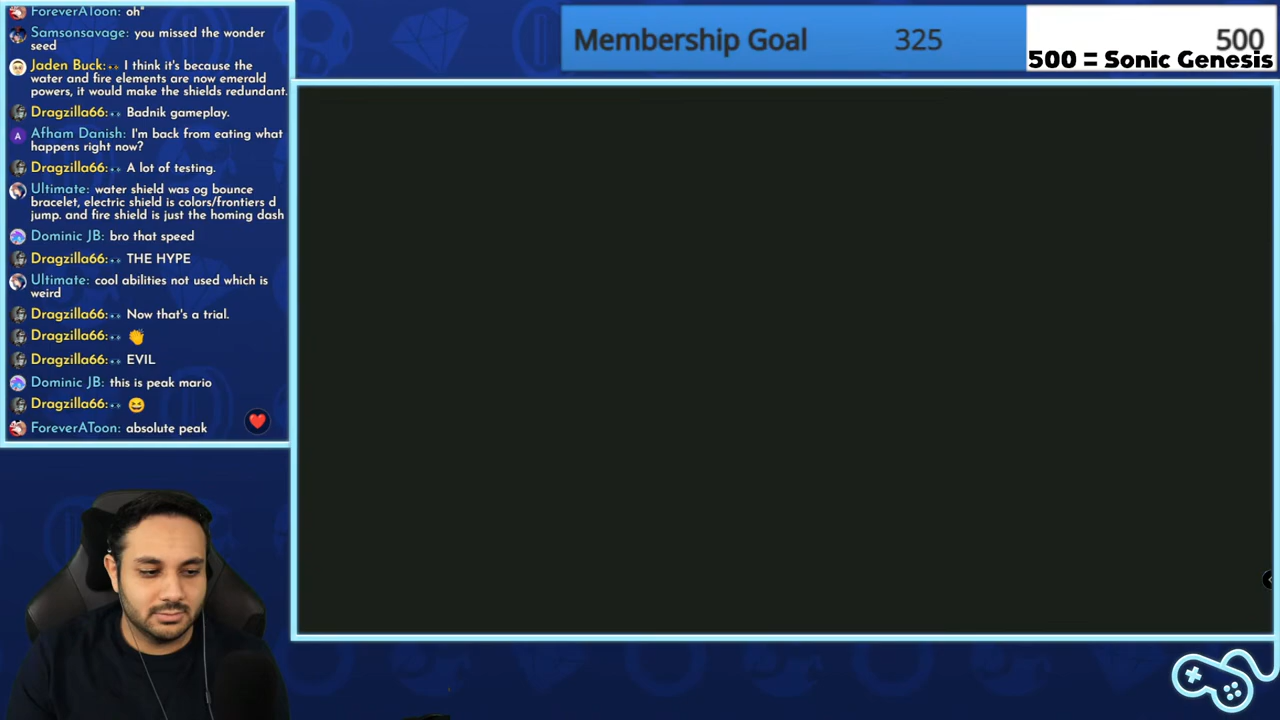 ForeverAToon: oh*
Samsonsavage: you missed the wonder
seed
Jaden Buck: I think it's because the
water and fire elements are now emerald
powers, it would make the shields redundant.
Dragzilla66: Badnik gameplay.
A Afham Danish: I'm back from eating what
happens right now?
Dragzilla66: A lot of testing.
Ultimate: water shield was og bounce
bracelet, electric shield is colors/frontiers d
jump. and fire shield is just the homing dash
Dominic JB: bro that speed
Dragzilla66: THE HYPE
Ultimate: cool abilities not used which is
weird
Dragzilla66: Now that's a trial.
Dragzilla66: 👏
Dragzilla66: EVIL
Dominic JB: this is peak mario
Dragzilla66: 😆
ForeverAToon: absolute peak
Membership Goal 325 500
500 = Sonic Genesis